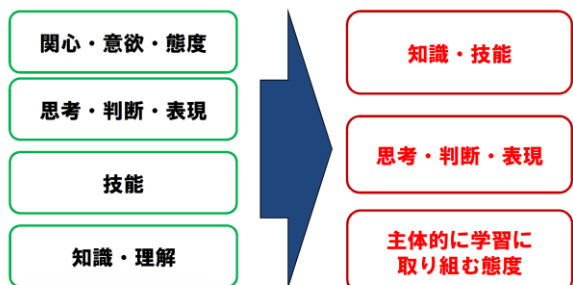 関心・意欲・態度
思考・判断・表現
技能
知識・理解
知識・技能
思考・判断・表現
主体的に学習に
取り組む態度